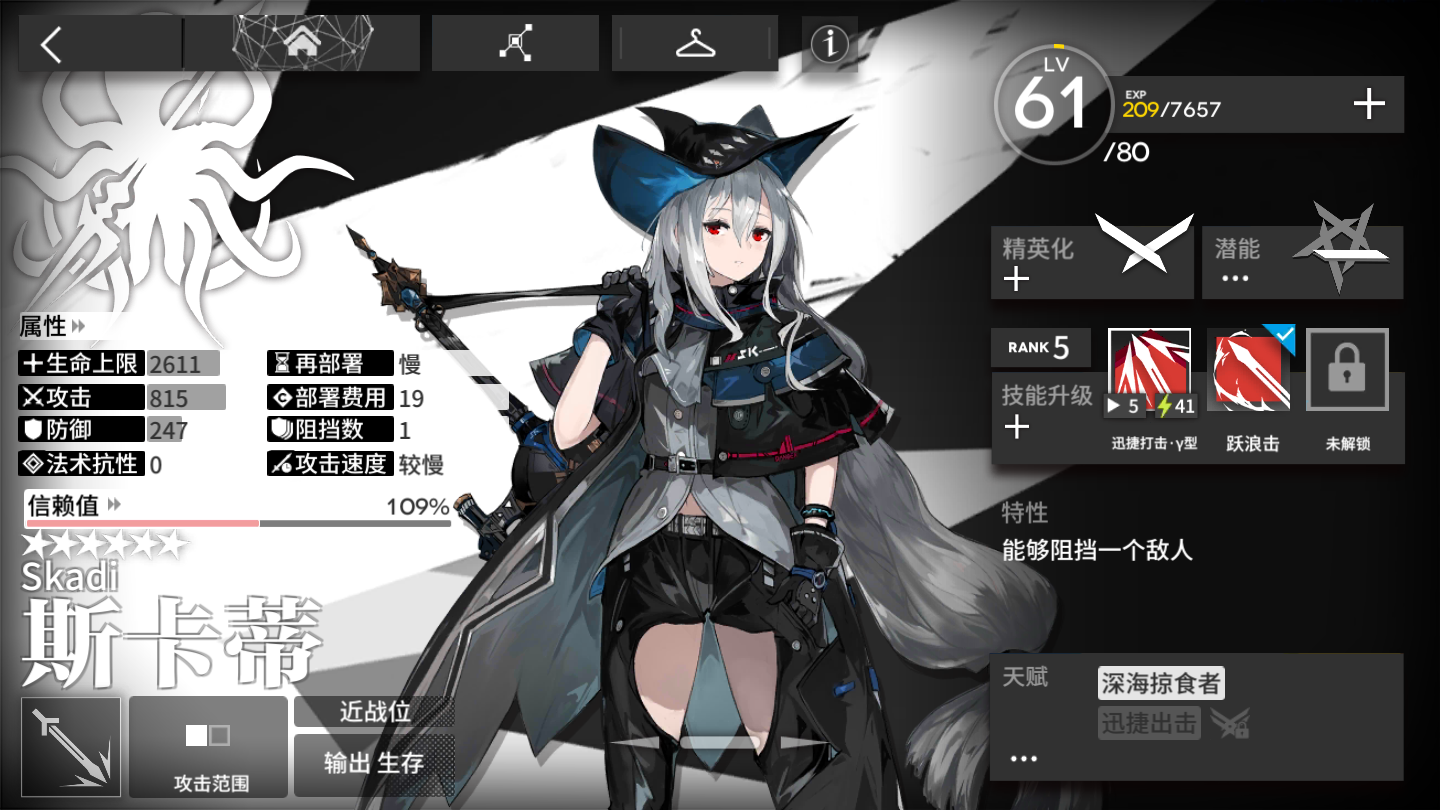 LV
61
/80
EXP
209/7657
精英化
潜能
RANK 5
技能升级
5
41
迅捷打击·γ型
跃浪击
未解锁
特性
能够阻挡一个敌人
天赋
深海掠食者
迅捷出击
属性
生命上限 2611
再部署 慢
攻击 815
部署费用 19
防御 247
阻挡数 1
法术抗性 0
攻击速度 较慢
信赖值 109%
Skadi
斯卡蒂
攻击范围
近战位
输出 生存